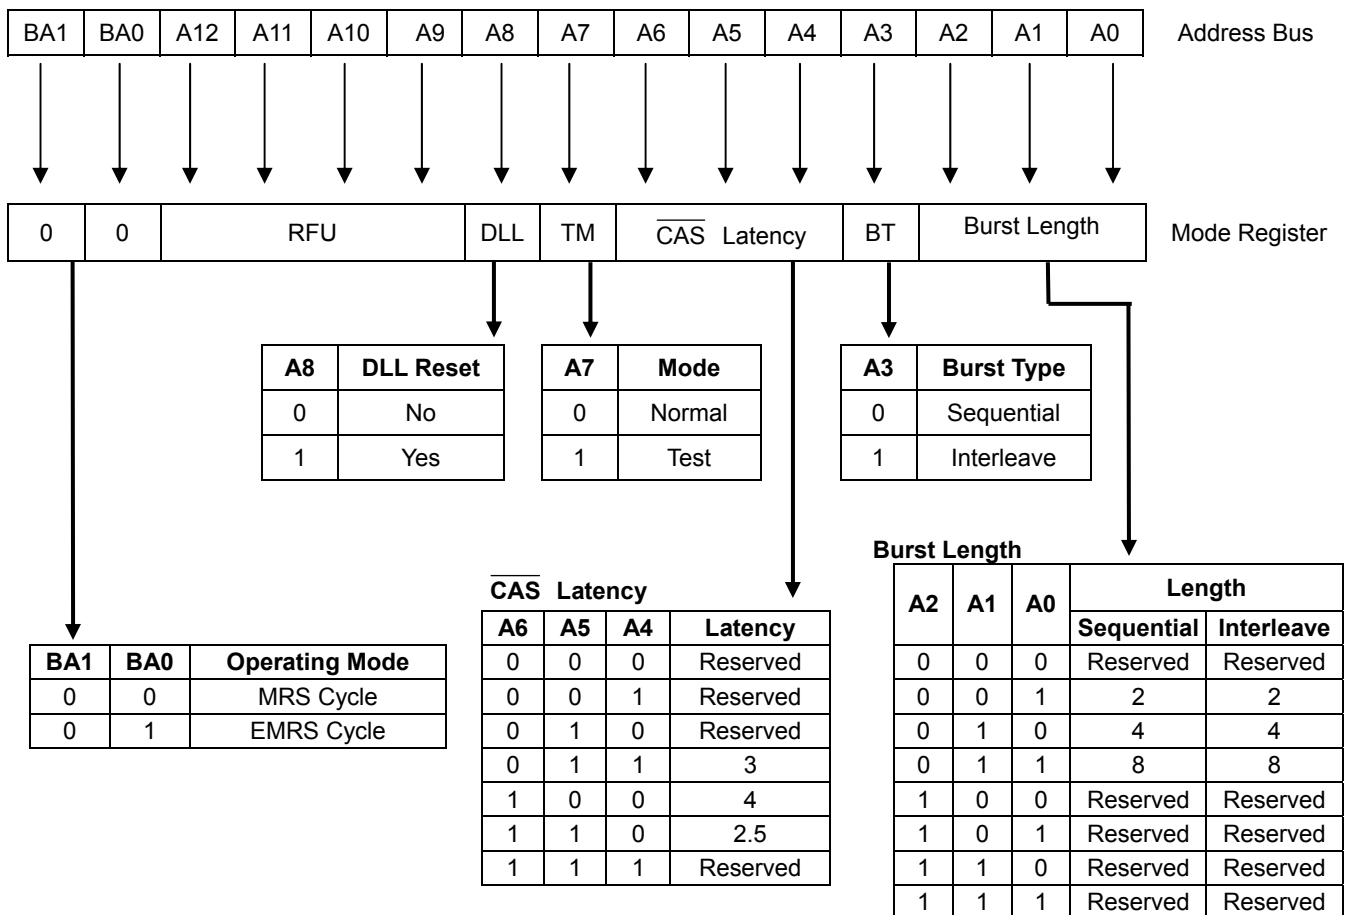 BA1 BA0 A12 A11 A10 A9 A8 A7 A6 A5 A4 A3 A2 A1 A0 Address Bus
0 0 RFU DLL TM CAS Latency BT Burst Length Mode Register
A8 DLL Reset
0 No
1 Yes
A7 Mode
0 Normal
1 Test
A3 Burst Type
0 Sequential
1 Interleave
BA1 BA0 Operating Mode
0 0 MRS Cycle
0 1 EMRS Cycle
CAS Latency
A6 A5 A4 Latency
0 0 0 Reserved
0 0 1 Reserved
0 1 0 Reserved
0 1 1 3
1 0 0 4
1 1 0 2.5
1 1 1 Reserved
Burst Length
A2 A1 A0 Length
Sequential Interleave
0 0 0 Reserved Reserved
0 0 1 2 2
0 1 0 4 4
0 1 1 8 8
1 0 0 Reserved Reserved
1 0 1 Reserved Reserved
1 1 0 Reserved Reserved
1 1 1 Reserved Reserved